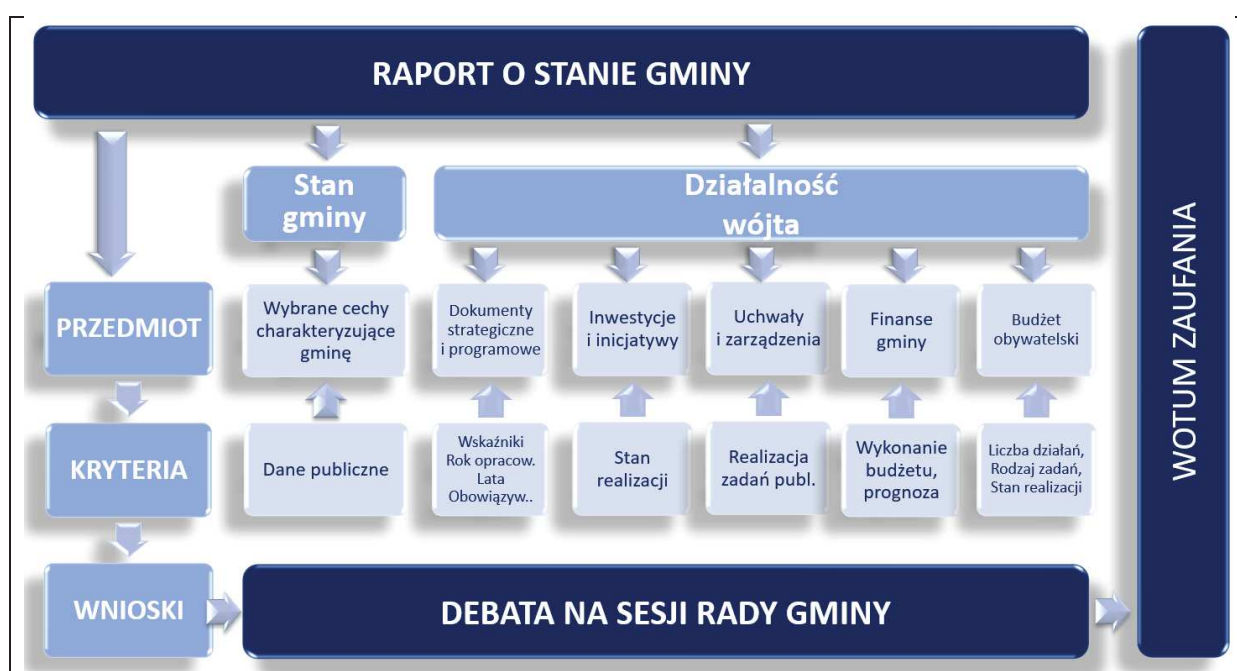 RAPORT O STANIE GMINY
Stan
gminy
Działalność
wójta
PRZEDMIOT
Wybrane cechy
charakteryzujące
gminę
Dokumenty
strategiczne
i programowe
Inwestycje
i inicjatywy
Uchwały
i zarządzenia
Finanse
gminy
Budżet
obywatelski
KRYTERIA
Dane publiczne
Wskaźniki
Rok opracow.
Lata
Obowiązyw..
Stan
realizacji
Realizacja
zadań publ.
Wykonanie
budżetu,
prognoza
Liczba działań,
Rodzaj zadań,
Stan realizacji
WNIOSKI
DEBATA NA SESJI RADY GMINY
WOTUM ZAUFANIA